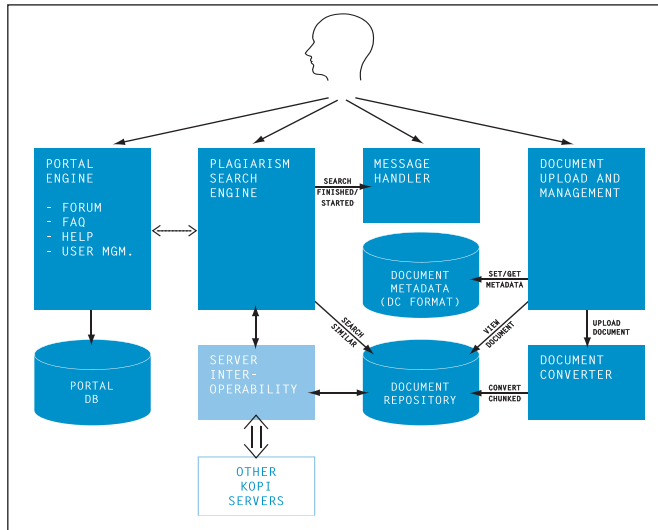 PORTAL
ENGINE
- FORUM
- FAQ
- HELP
- USER MGM.
PLAGIARISM
SEARCH
ENGINE
SEARCH
FINISHED/
STARTED
MESSAGE
HANDLER
DOCUMENT
UPLOAD AND
MANAGEMENT
DOCUMENT
METADATA
(DC FORMAT)
SET/GET
METADATA
SEARCH
SIMILAR
VIEW
DOCUMENT
UPLOAD
DOCUMENT
PORTAL
DB
SERVER
INTER-
OPERABILITY
DOCUMENT
REPOSITORY
CONVERT
CHUNKED
DOCUMENT
CONVERTER
OTHER
KOPI
SERVERS